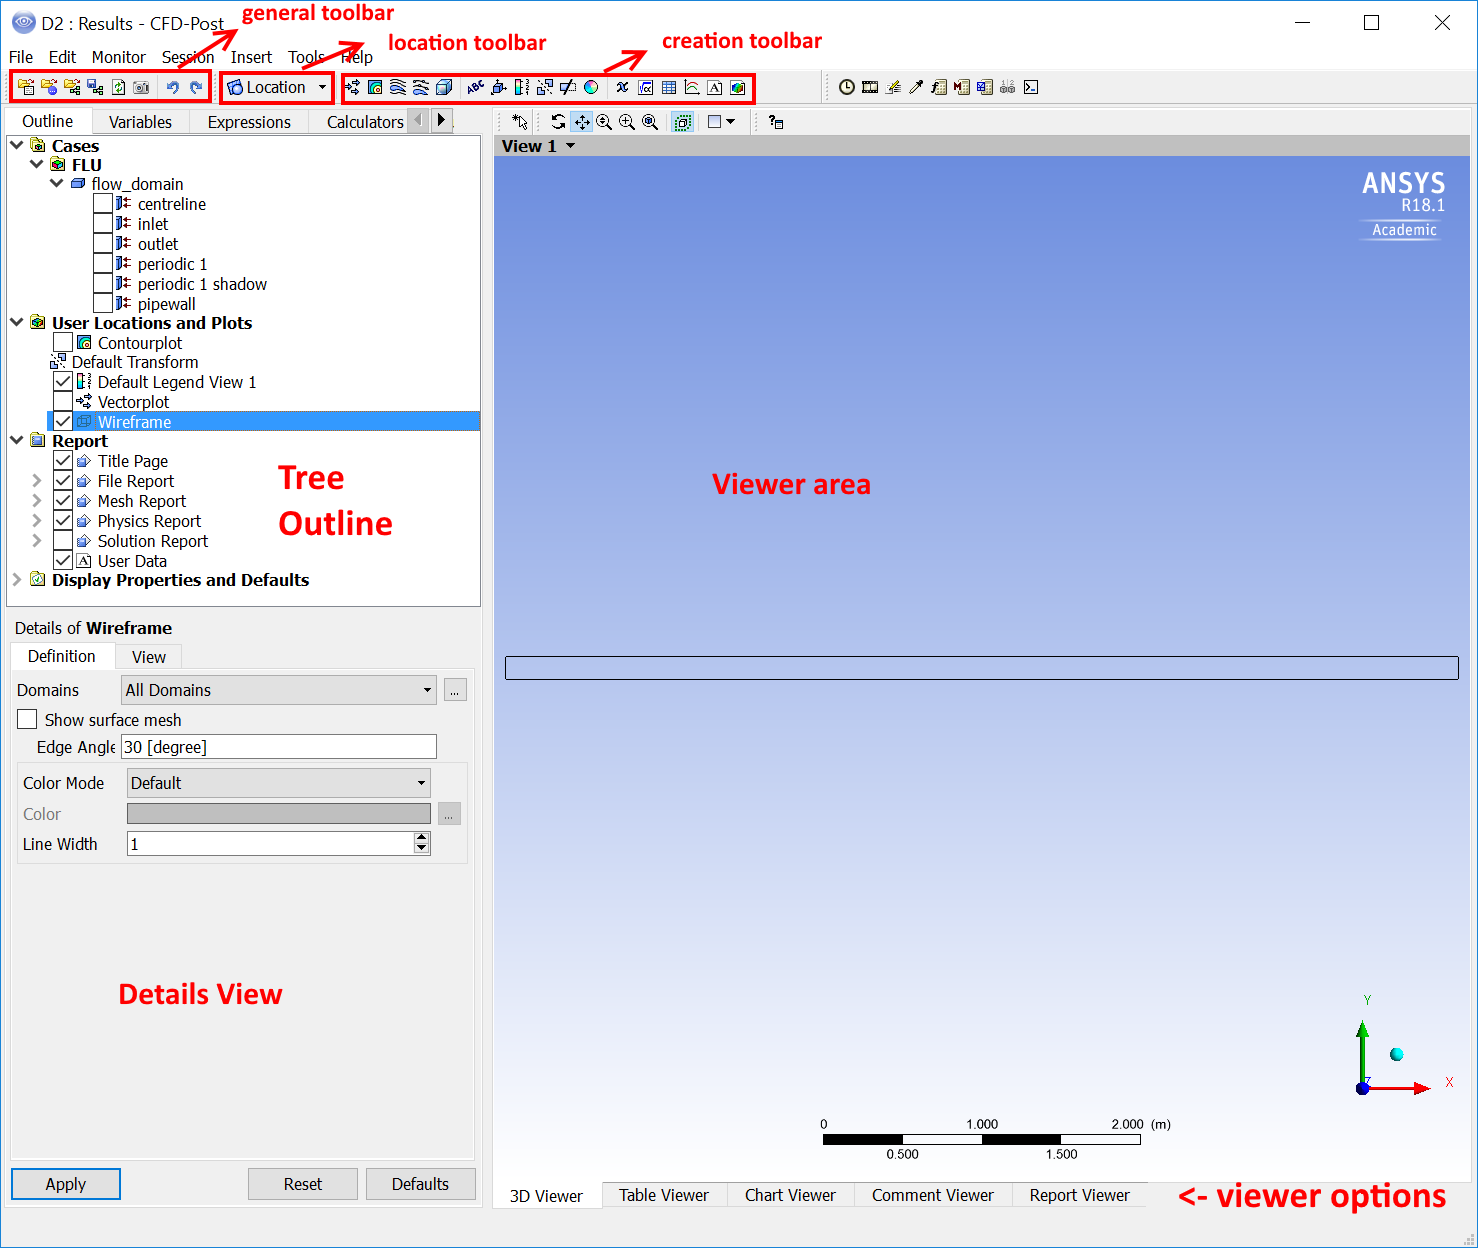 general toolbar
D2 : Results - CFD-Post
location toolbar
creation toolbar
File Edit Monitor Session Insert Tools Help
Location
Outline Variables Expressions Calculators
View 1
Cases
FLU
flow_domain
centreline
inlet
outlet
periodic 1
periodic 1 shadow
pipewall
User Locations and Plots
Contourplot
Default Transform
Default Legend View 1
Vectorplot
Wireframe
Report
Title Page
File Report
Mesh Report
Physics Report
Solution Report
User Data
Display Properties and Defaults
Tree
Outline
Details of Wireframe
Definition View
Domains All Domains ...
Show surface mesh
Edge Angle 30 [degree]
Color Mode Default
Color ...
Line Width 1
Details View
Apply Reset Defaults
ANSYS
R18.1
Academic
Viewer area
Y
Z X
0 1.000 2.000 (m)
0.500 1.500
3D Viewer Table Viewer Chart Viewer Comment Viewer Report Viewer
<- viewer options